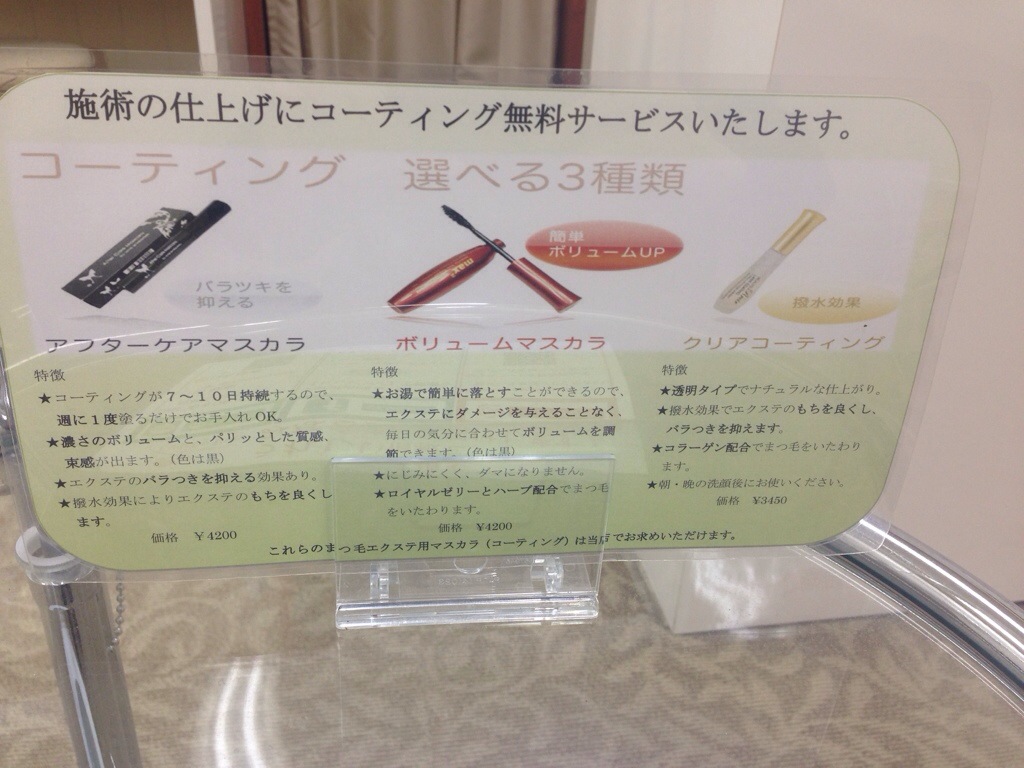 施術の仕上げにコーティング無料サービスいたします。
コーティング 選べる3種類
バラツキを
抑える
アフターケアマスカラ
特徴
★コーティングが7～10日持続するので、
週に1度塗るだけでお手入れOK。
★濃さのボリュームと、パリッとした質感、
束感が出ます。（色は黒）
★エクステのバラつきを抑える効果あり。
★撥水効果によりエクステのもちを良くし
ます。
価格 ￥4200
簡単
ボリュームUP
max
ボリュームマスカラ
特徴
★お湯で簡単に落とすことができるので、
エクステにダメージを与えることなく、
毎日の気分に合わせてボリュームを調
節できます。（色は黒）
★にじみにくく、ダマになりません。
★ロイヤルゼリーとハーブ配合でまつ毛
をいたわります。
価格 ￥4200
撥水効果
クリアコーティング
特徴
★透明タイプでナチュラルな仕上がり。
★撥水効果でエクステのもちを良くし、
バラつきを抑えます。
★コラーゲン配合でまつ毛をいたわり
ます。
★朝・晩の洗顔後にお使いください。
価格 ￥3450
これらのまつ毛エクステ用マスカラ（コーティング）は当店でお求めいただけます。